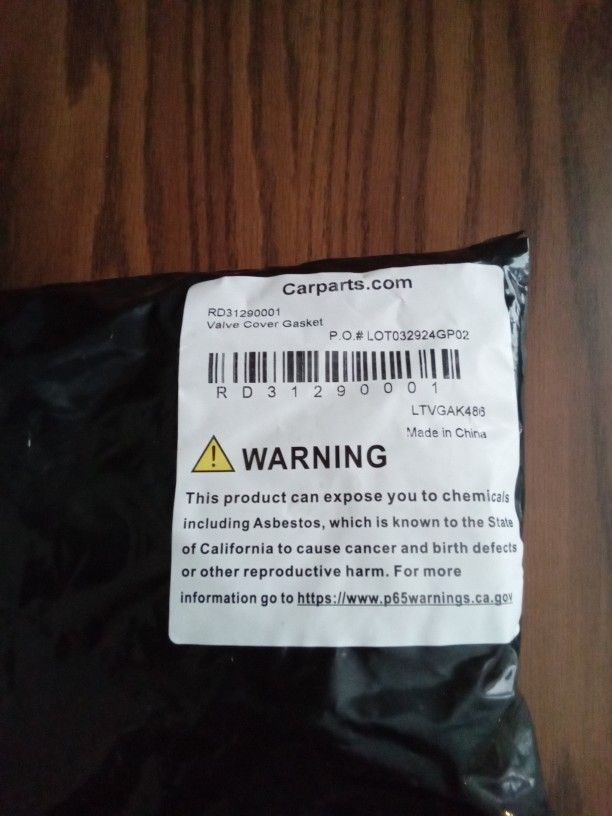 Carparts.com
RD31290001
Valve Cover Gasket
P.O.# LOT032924GP02
RD31290001
LTVGAK486
Made in China
WARNING
This product can expose you to chemicals
including Asbestos, which is known to the State
of California to cause cancer and birth defects
or other reproductive harm. For more
information go to https://www.p65warnings.ca.gov